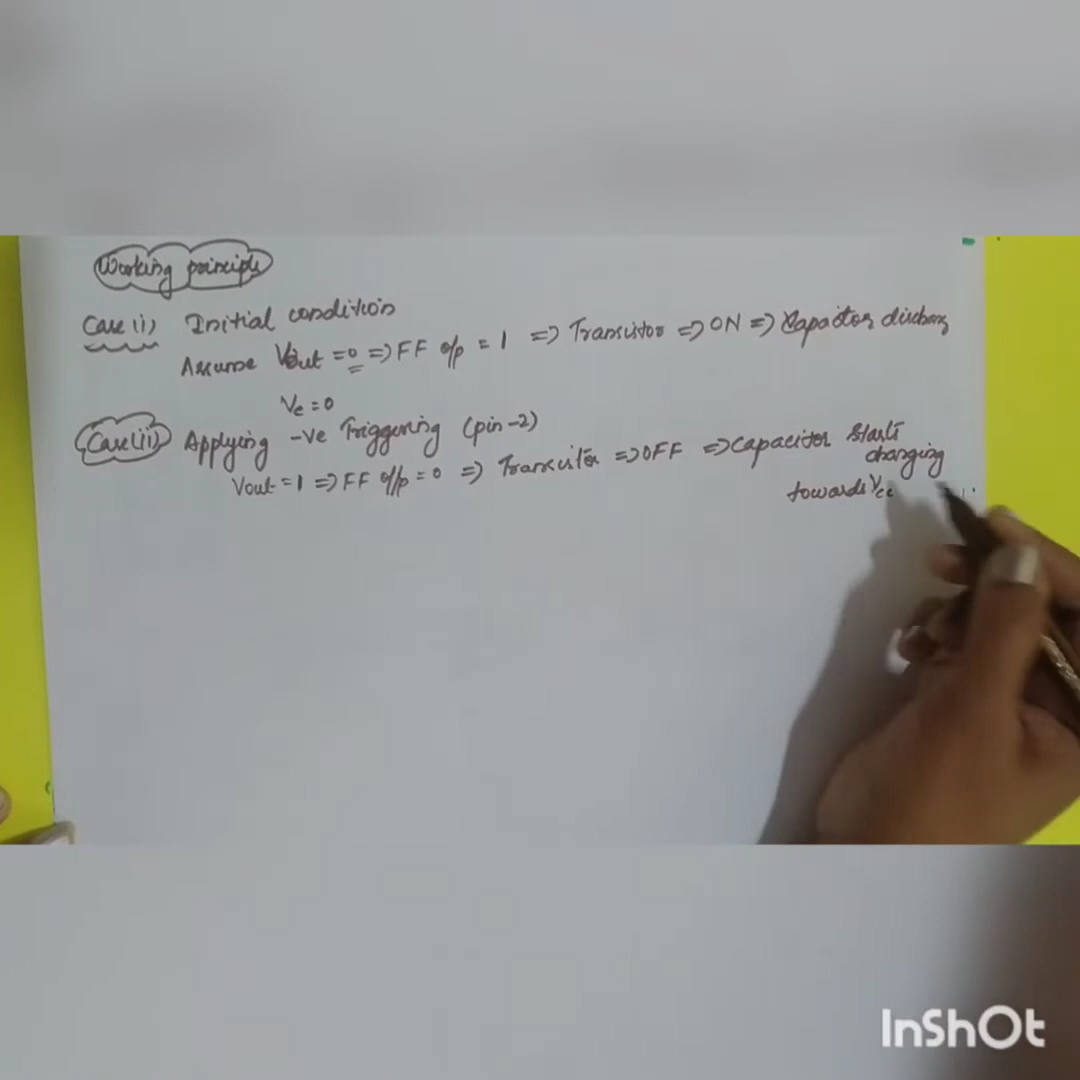 Working principle
Case (i) Initial condition
Assume Vout = 0 => FF o/p = 1 => Transistor => ON => Capacitor discharg
Vc = 0
Case (ii) Applying -ve Triggering (pin-2)
Vout = 1 => FF o/p = 0 => Transistor => OFF => Capacitor starts
charging
towards Vcc
InShOt